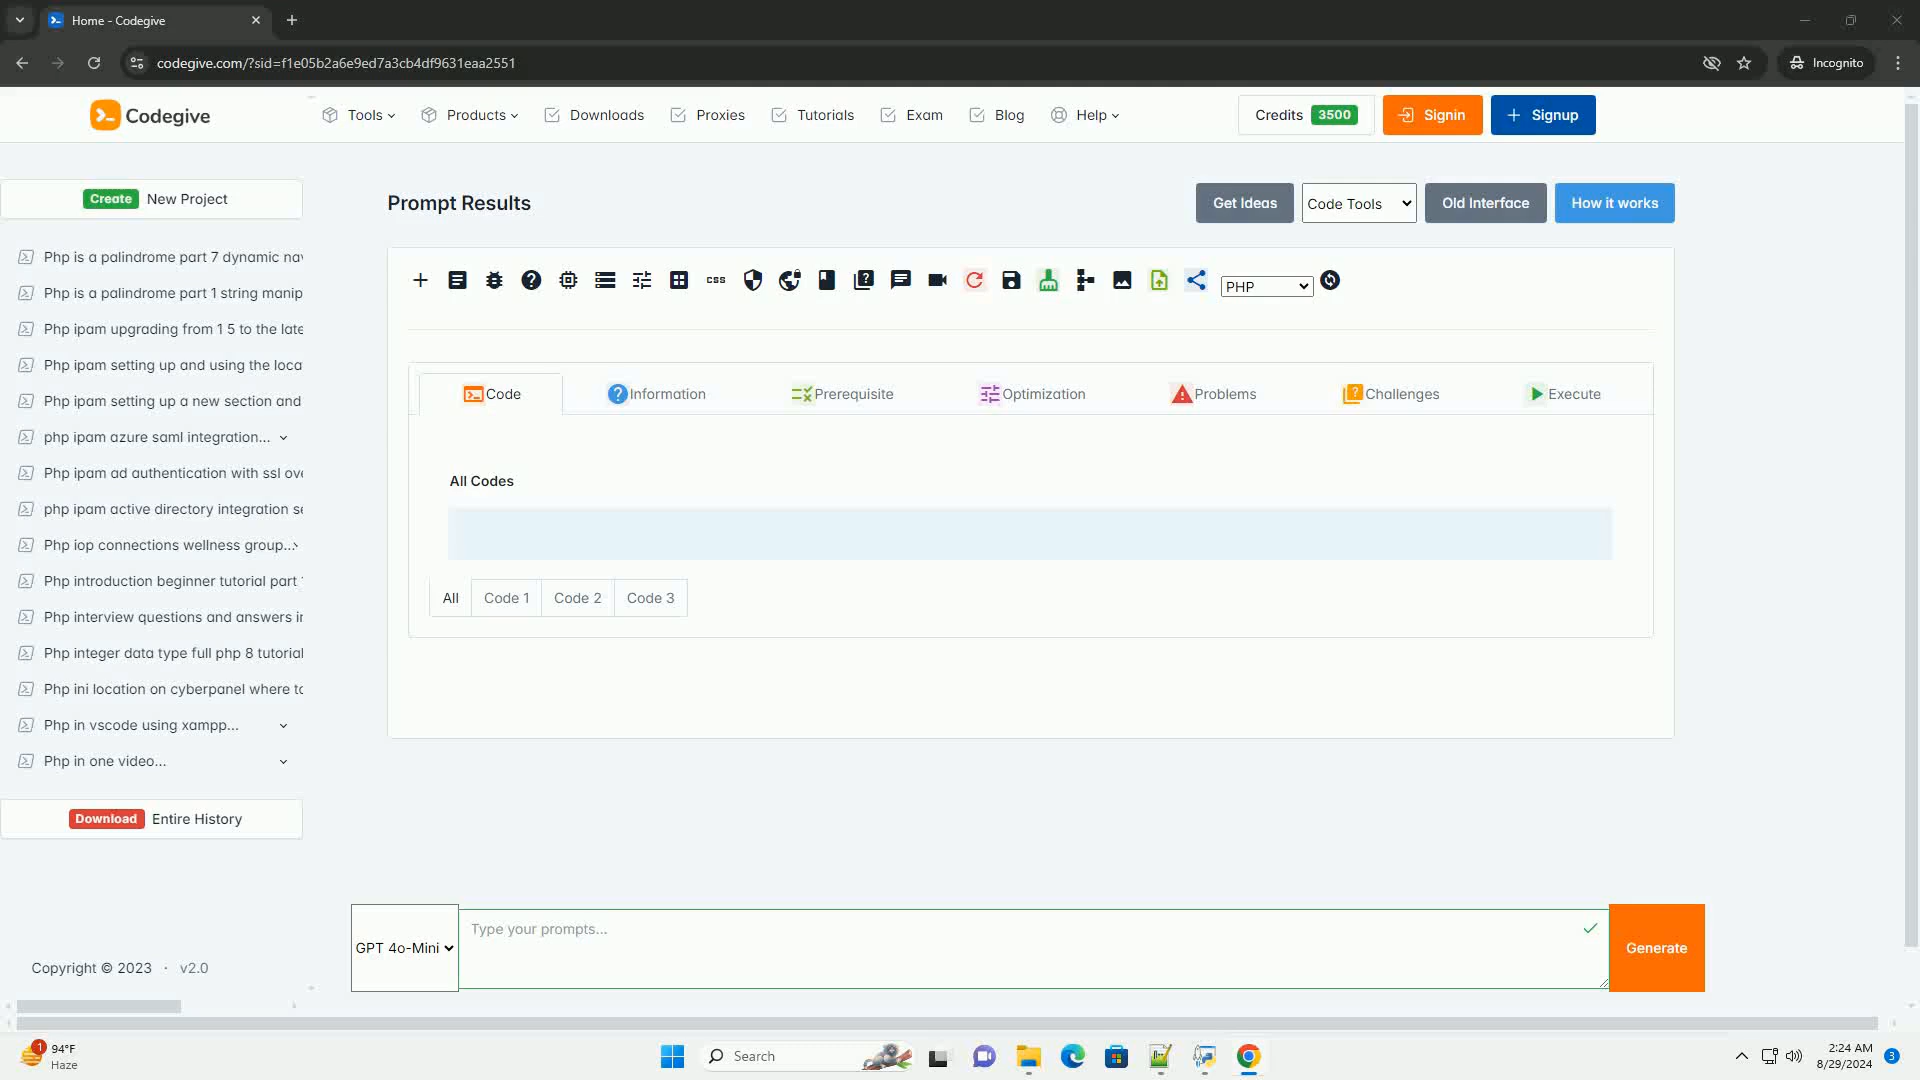 Home - Codegive
codegive.com/?sid=f1e05b2a6e9ed7a3cb4df9631eaa2551
Incognito
Codegive
Tools
Products
Downloads
Proxies
Tutorials
Exam
Blog
Help
Credits 3500
Signin
Signup
Create New Project
Php is a palindrome part 7 dynamic nav
Php is a palindrome part 1 string manip
Php ipam upgrading from 1 5 to the late
Php ipam setting up and using the loca
Php ipam setting up a new section and
php ipam azure saml integration...
Php ipam ad authentication with ssl ove
php ipam active directory integration se
Php iop connections wellness group...
Php introduction beginner tutorial part
Php interview questions and answers in
Php integer data type full php 8 tutorial
Php ini location on cyberpanel where to
Php in vscode using xampp...
Php in one video...
Download Entire History
Copyright © 2023 · v2.0
Prompt Results
Get Ideas
Code Tools
Old Interface
How it works
css
PHP
Code
Information
Prerequisite
Optimization
Problems
Challenges
Execute
All Codes
All
Code 1
Code 2
Code 3
GPT 4o-Mini
Type your prompts...
Generate
1
94°F
Haze
Search
2:24 AM
8/29/2024
3